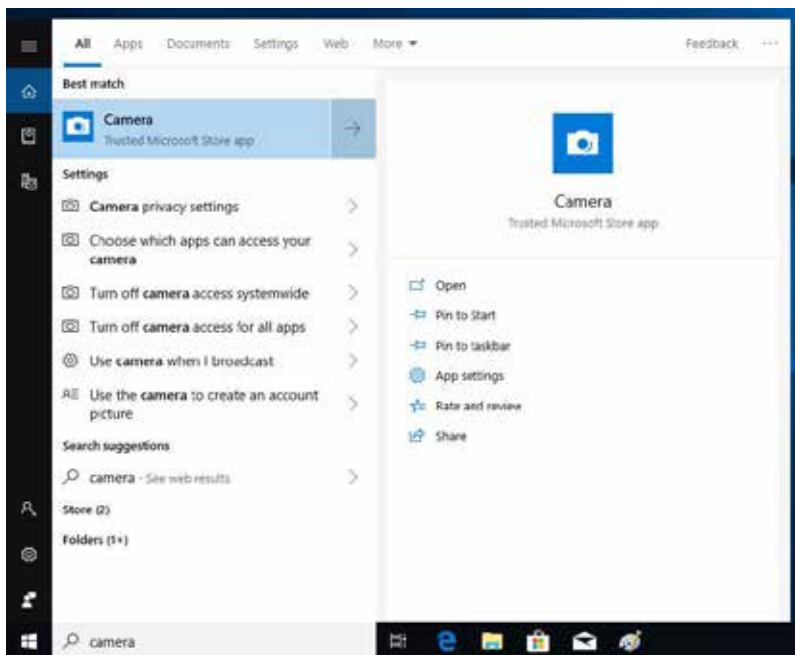 All Apps Documents Settings Web More Feedback ...
Best match
Camera
Trusted Microsoft Store app
Settings
Camera privacy settings
Choose which apps can access your
camera
Turn off camera access systemwide
Turn off camera access for all apps
Use camera when I broadcast
Use the camera to create an account
picture
Search suggestions
camera - See web results
Store (2)
Folders (1+)
Camera
Trusted Microsoft Store app
Open
Pin to Start
Pin to taskbar
App settings
Rate and review
Share
camera